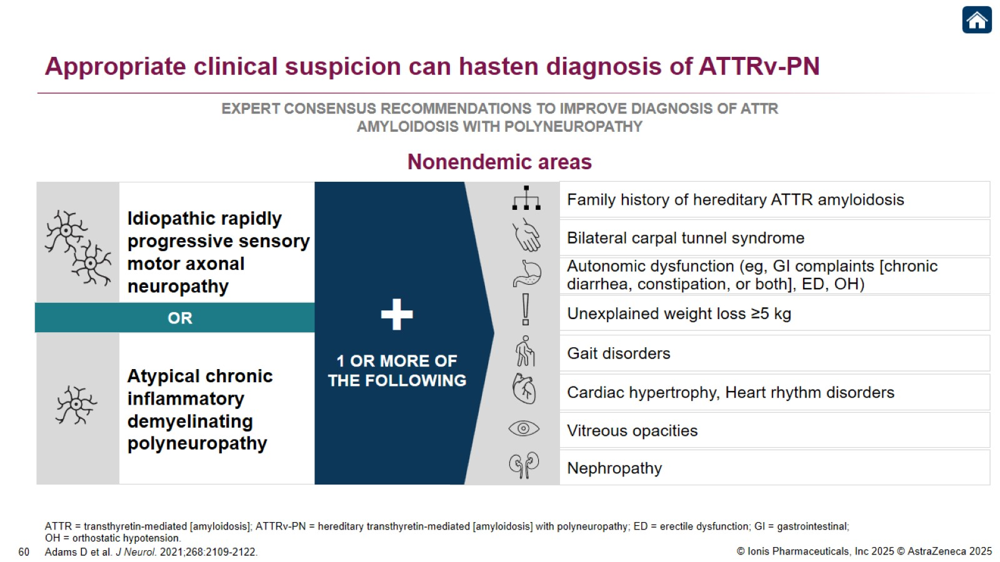 Appropriate clinical suspicion can hasten diagnosis of ATTRv-PN
EXPERT CONSENSUS RECOMMENDATIONS TO IMPROVE DIAGNOSIS OF ATTR
AMYLOIDOSIS WITH POLYNEUROPATHY
Nonendemic areas
Idiopathic rapidly
progressive sensory
motor axonal
neuropathy
OR
Atypical chronic
inflammatory
demyelinating
polyneuropathy
+
1 OR MORE OF
THE FOLLOWING
Family history of hereditary ATTR amyloidosis
Bilateral carpal tunnel syndrome
Autonomic dysfunction (eg, GI complaints [chronic
diarrhea, constipation, or both], ED, OH)
Unexplained weight loss ≥5 kg
Gait disorders
Cardiac hypertrophy, Heart rhythm disorders
Vitreous opacities
Nephropathy
ATTR = transthyretin-mediated [amyloidosis]; ATTRv-PN = hereditary transthyretin-mediated [amyloidosis] with polyneuropathy; ED = erectile dysfunction; GI = gastrointestinal;
OH = orthostatic hypotension.
60 Adams D et al. J Neurol. 2021;268:2109-2122.
© Ionis Pharmaceuticals, Inc 2025 © AstraZeneca 2025